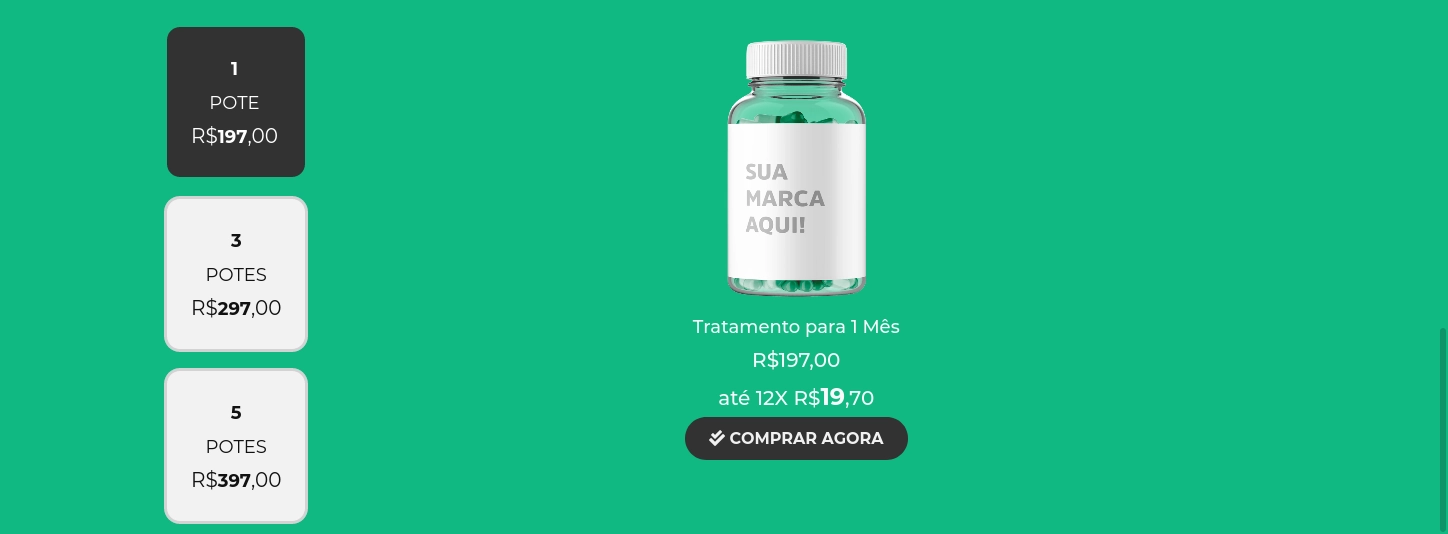 1
POTE
R$197,00
3
POTES
R$297,00
5
POTES
R$397,00
SUA
MARCA
AQUI!
Tratamento para 1 Mês
R$197,00
até 12X R$19,70
COMPRAR AGORA